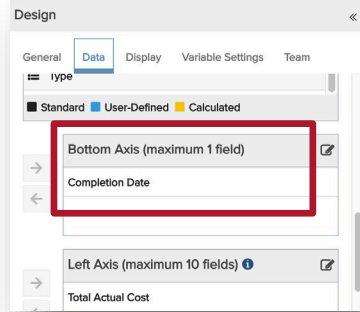 Design «
General Data Display Variable Settings Team
Type
Standard User-Defined Calculated
Bottom Axis (maximum 1 field)
Completion Date
Left Axis (maximum 10 fields)
Total Actual Cost